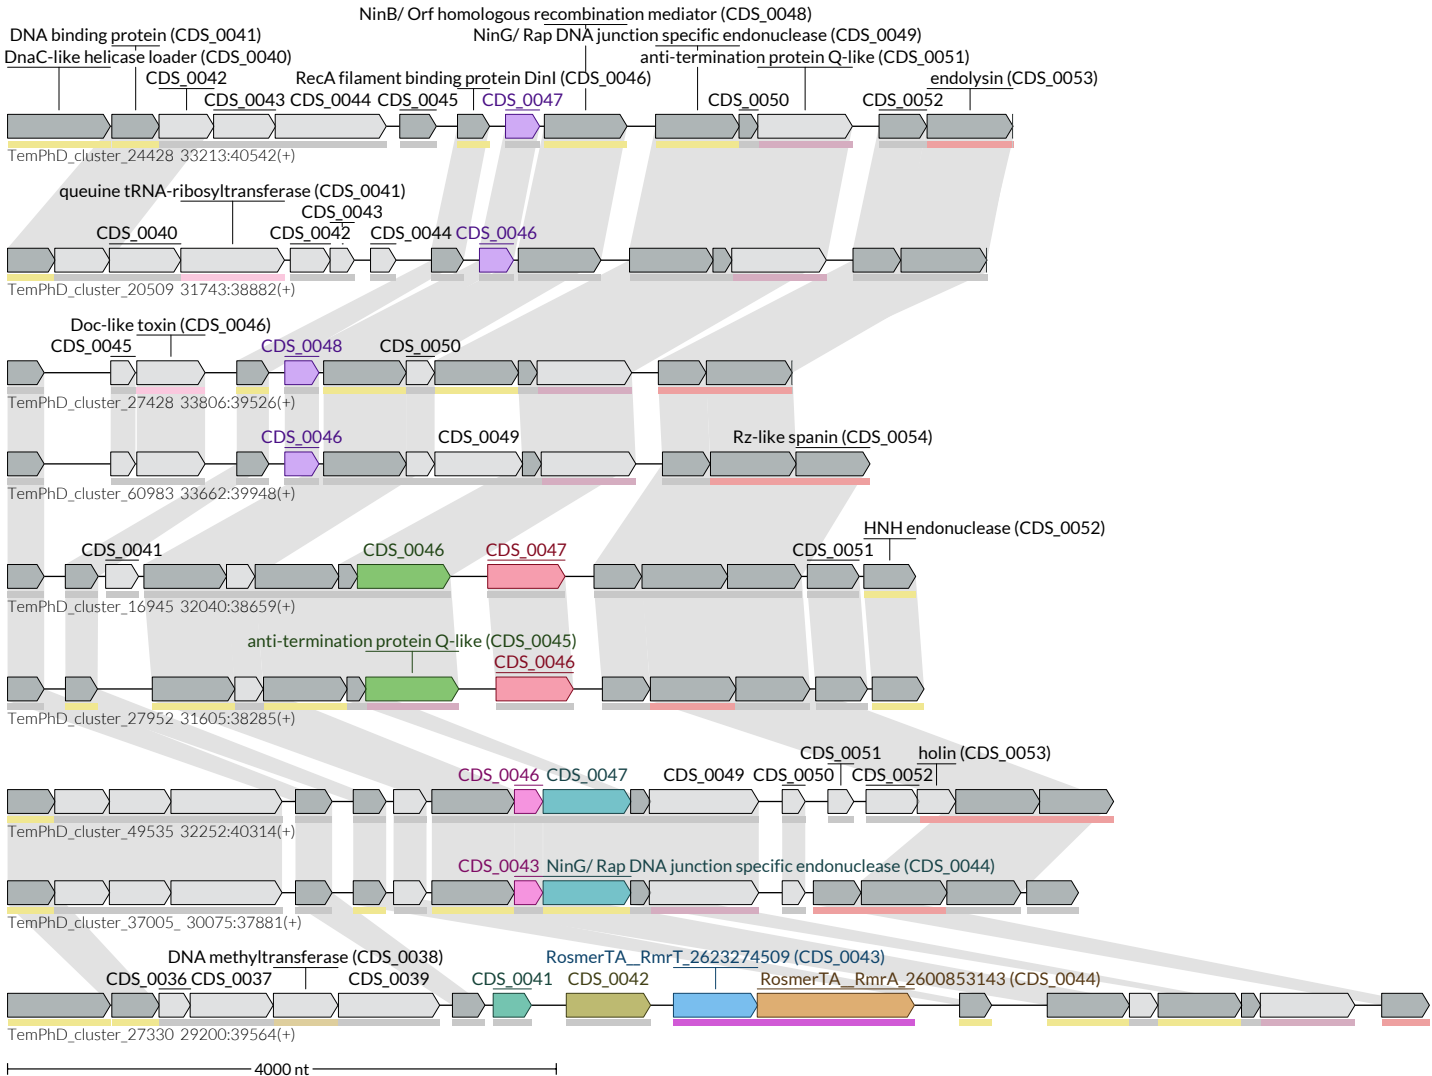 NinB/ Orf homologous recombination mediator (CDS_0048)
DNA binding protein (CDS_0041) NinG/ Rap DNA junction specific endonuclease (CDS_0049)
DnaC-like helicase loader (CDS_0040) anti-termination protein Q-like (CDS_0051)
CDS_0042 RecA filament binding protein DinI (CDS_0046) endolysin (CDS_0053)
CDS_0043 CDS_0044 CDS_0045 CDS_0047 CDS_0050 CDS_0052
TemPhD_cluster_24428 33213:40542(+)
queuine tRNA-ribosyltransferase (CDS_0041)
CDS_0043
CDS_0040 CDS_0042 CDS_0044 CDS_0046
TemPhD_cluster_20509 31743:38882(+)
Doc-like toxin (CDS_0046)
CDS_0045 CDS_0048 CDS_0050
TemPhD_cluster_27428 33806:39526(+)
CDS_0046 CDS_0049 Rz-like spanin (CDS_0054)
TemPhD_cluster_60983 33662:39948(+)
HNH endonuclease (CDS_0052)
CDS_0041 CDS_0046 CDS_0047 CDS_0051
TemPhD_cluster_16945 32040:38659(+)
anti-termination protein Q-like (CDS_0045)
CDS_0046
TemPhD_cluster_27952 31605:38285(+)
CDS_0051 holin (CDS_0053)
CDS_0046 CDS_0047 CDS_0049 CDS_0050 CDS_0052
TemPhD_cluster_49535 32252:40314(+)
CDS_0043 NinG/ Rap DNA junction specific endonuclease (CDS_0044)
TemPhD_cluster_37005_ 30075:37881(+)
DNA methyltransferase (CDS_0038) RosmerTA__RmrT_2623274509 (CDS_0043)
CDS_0036 CDS_0037 CDS_0039 CDS_0041 CDS_0042 RosmerTA__RmrA_2600853143 (CDS_0044)
TemPhD_cluster_27330 29200:39564(+)
4000 nt